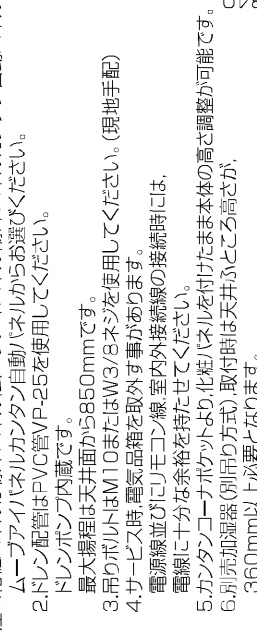 ムーブアイパネルカンタン自動パネルからお選びください。
2.ドレン配管はPVC管VP-25を使用してください。
ドレンポンプ内蔵です。
最大揚程は天井面から850mmです。
3.吊りボルトはM10またはW3/8ネジを使用してください。(現地手配)
4.サービス時,電気品箱を取外す事があります。
電源線並びにリモコン線,室内外接続線の接続時には,
電線に十分な余裕を持たせてください。
5.カンタンコーナポケットより,化粧パネルを付けたまま本体の高さ調整が可能です。
6.別売加湿器(別吊り方式),取付時は天井ふところ高さが,
360mm以上必要となります。